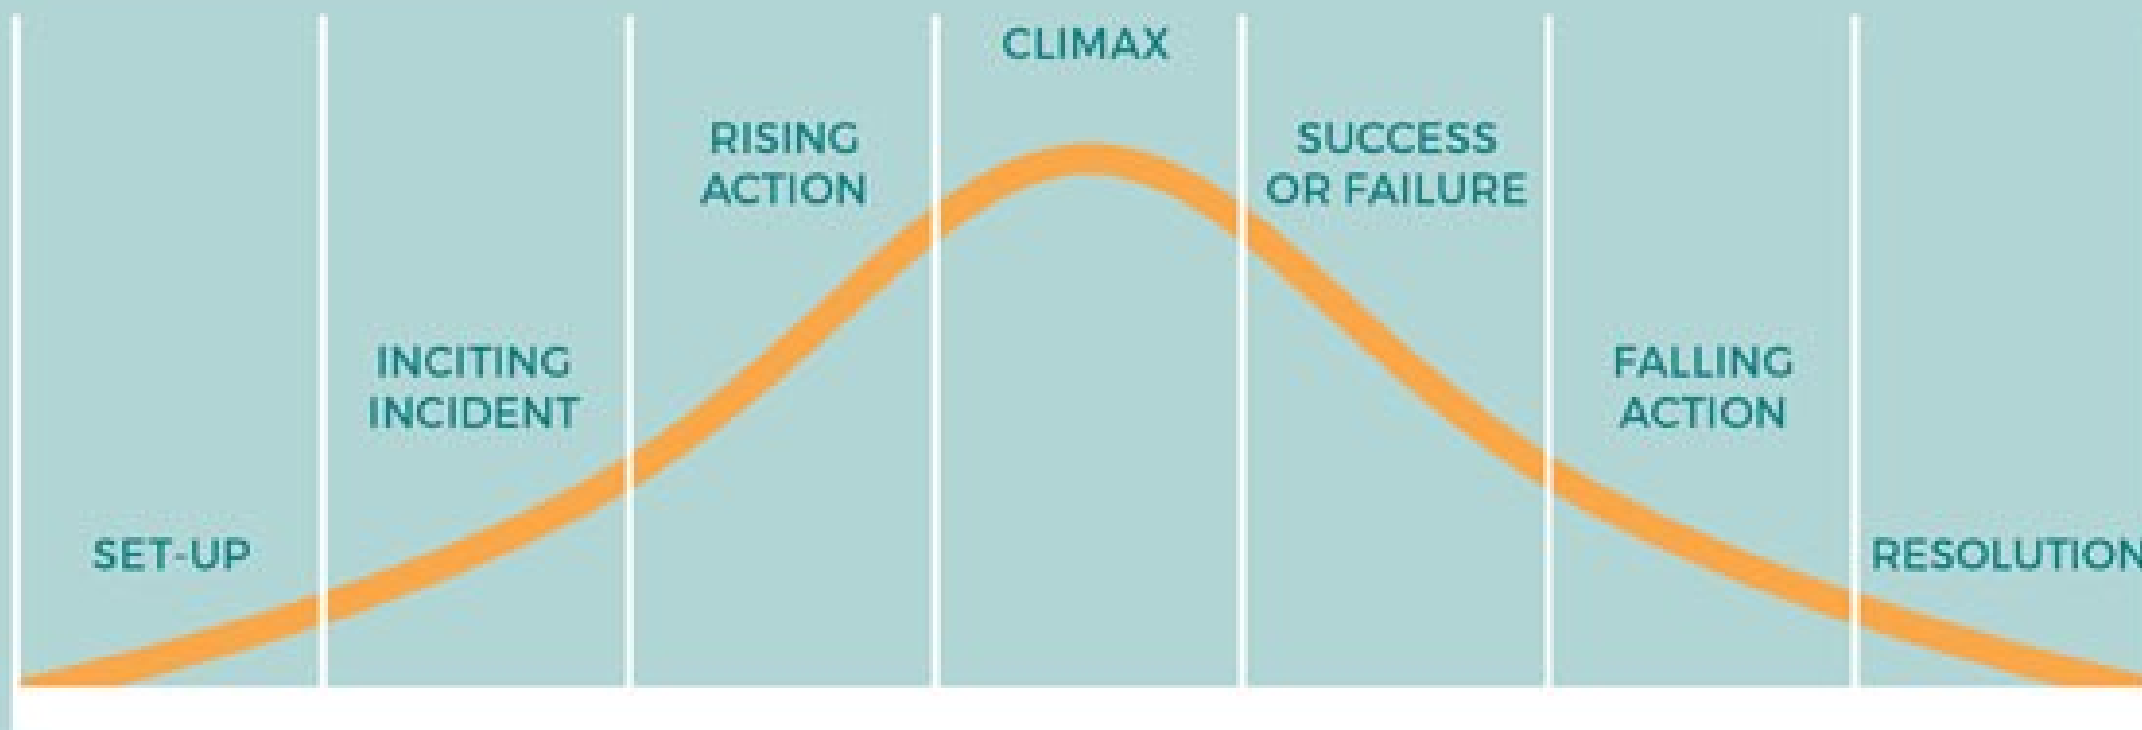 SET-UP
INCITING
INCIDENT
RISING
ACTION
CLIMAX
SUCCESS
OR FAILURE
FALLING
ACTION
RESOLUTION